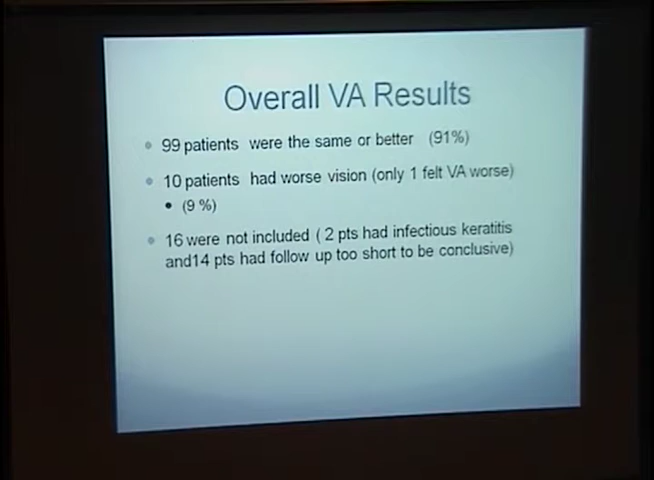 Overall VA Results
99 patients were the same or better (91%)
10 patients had worse vision (only 1 felt VA worse)
(9 %)
16 were not included ( 2 pts had infectious keratitis
and14 pts had follow up too short to be conclusive)